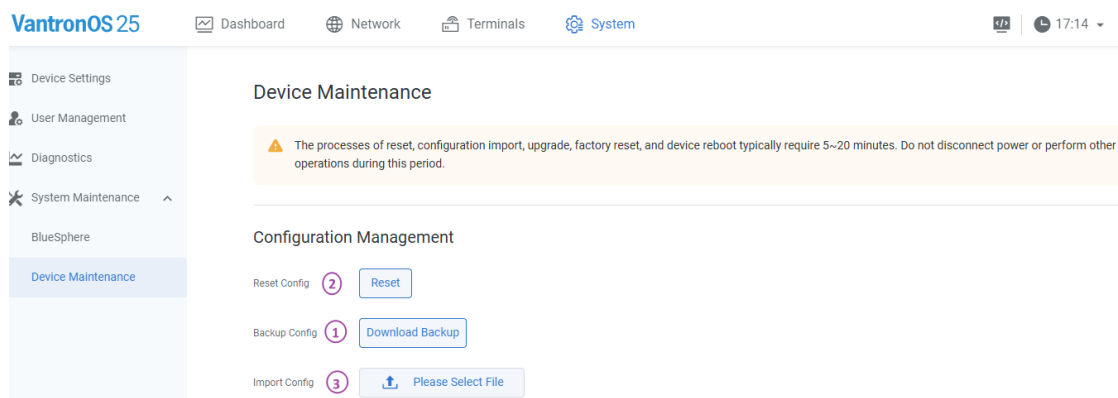 VantronOS 25 Dashboard Network Terminals System </> 17:14
Device Settings
User Management
Diagnostics
System Maintenance
BlueSphere
Device Maintenance
Device Maintenance
The processes of reset, configuration import, upgrade, factory reset, and device reboot typically require 5~20 minutes. Do not disconnect power or perform other
operations during this period.
Configuration Management
Reset Config 2 Reset
Backup Config 1 Download Backup
Import Config 3 Please Select File